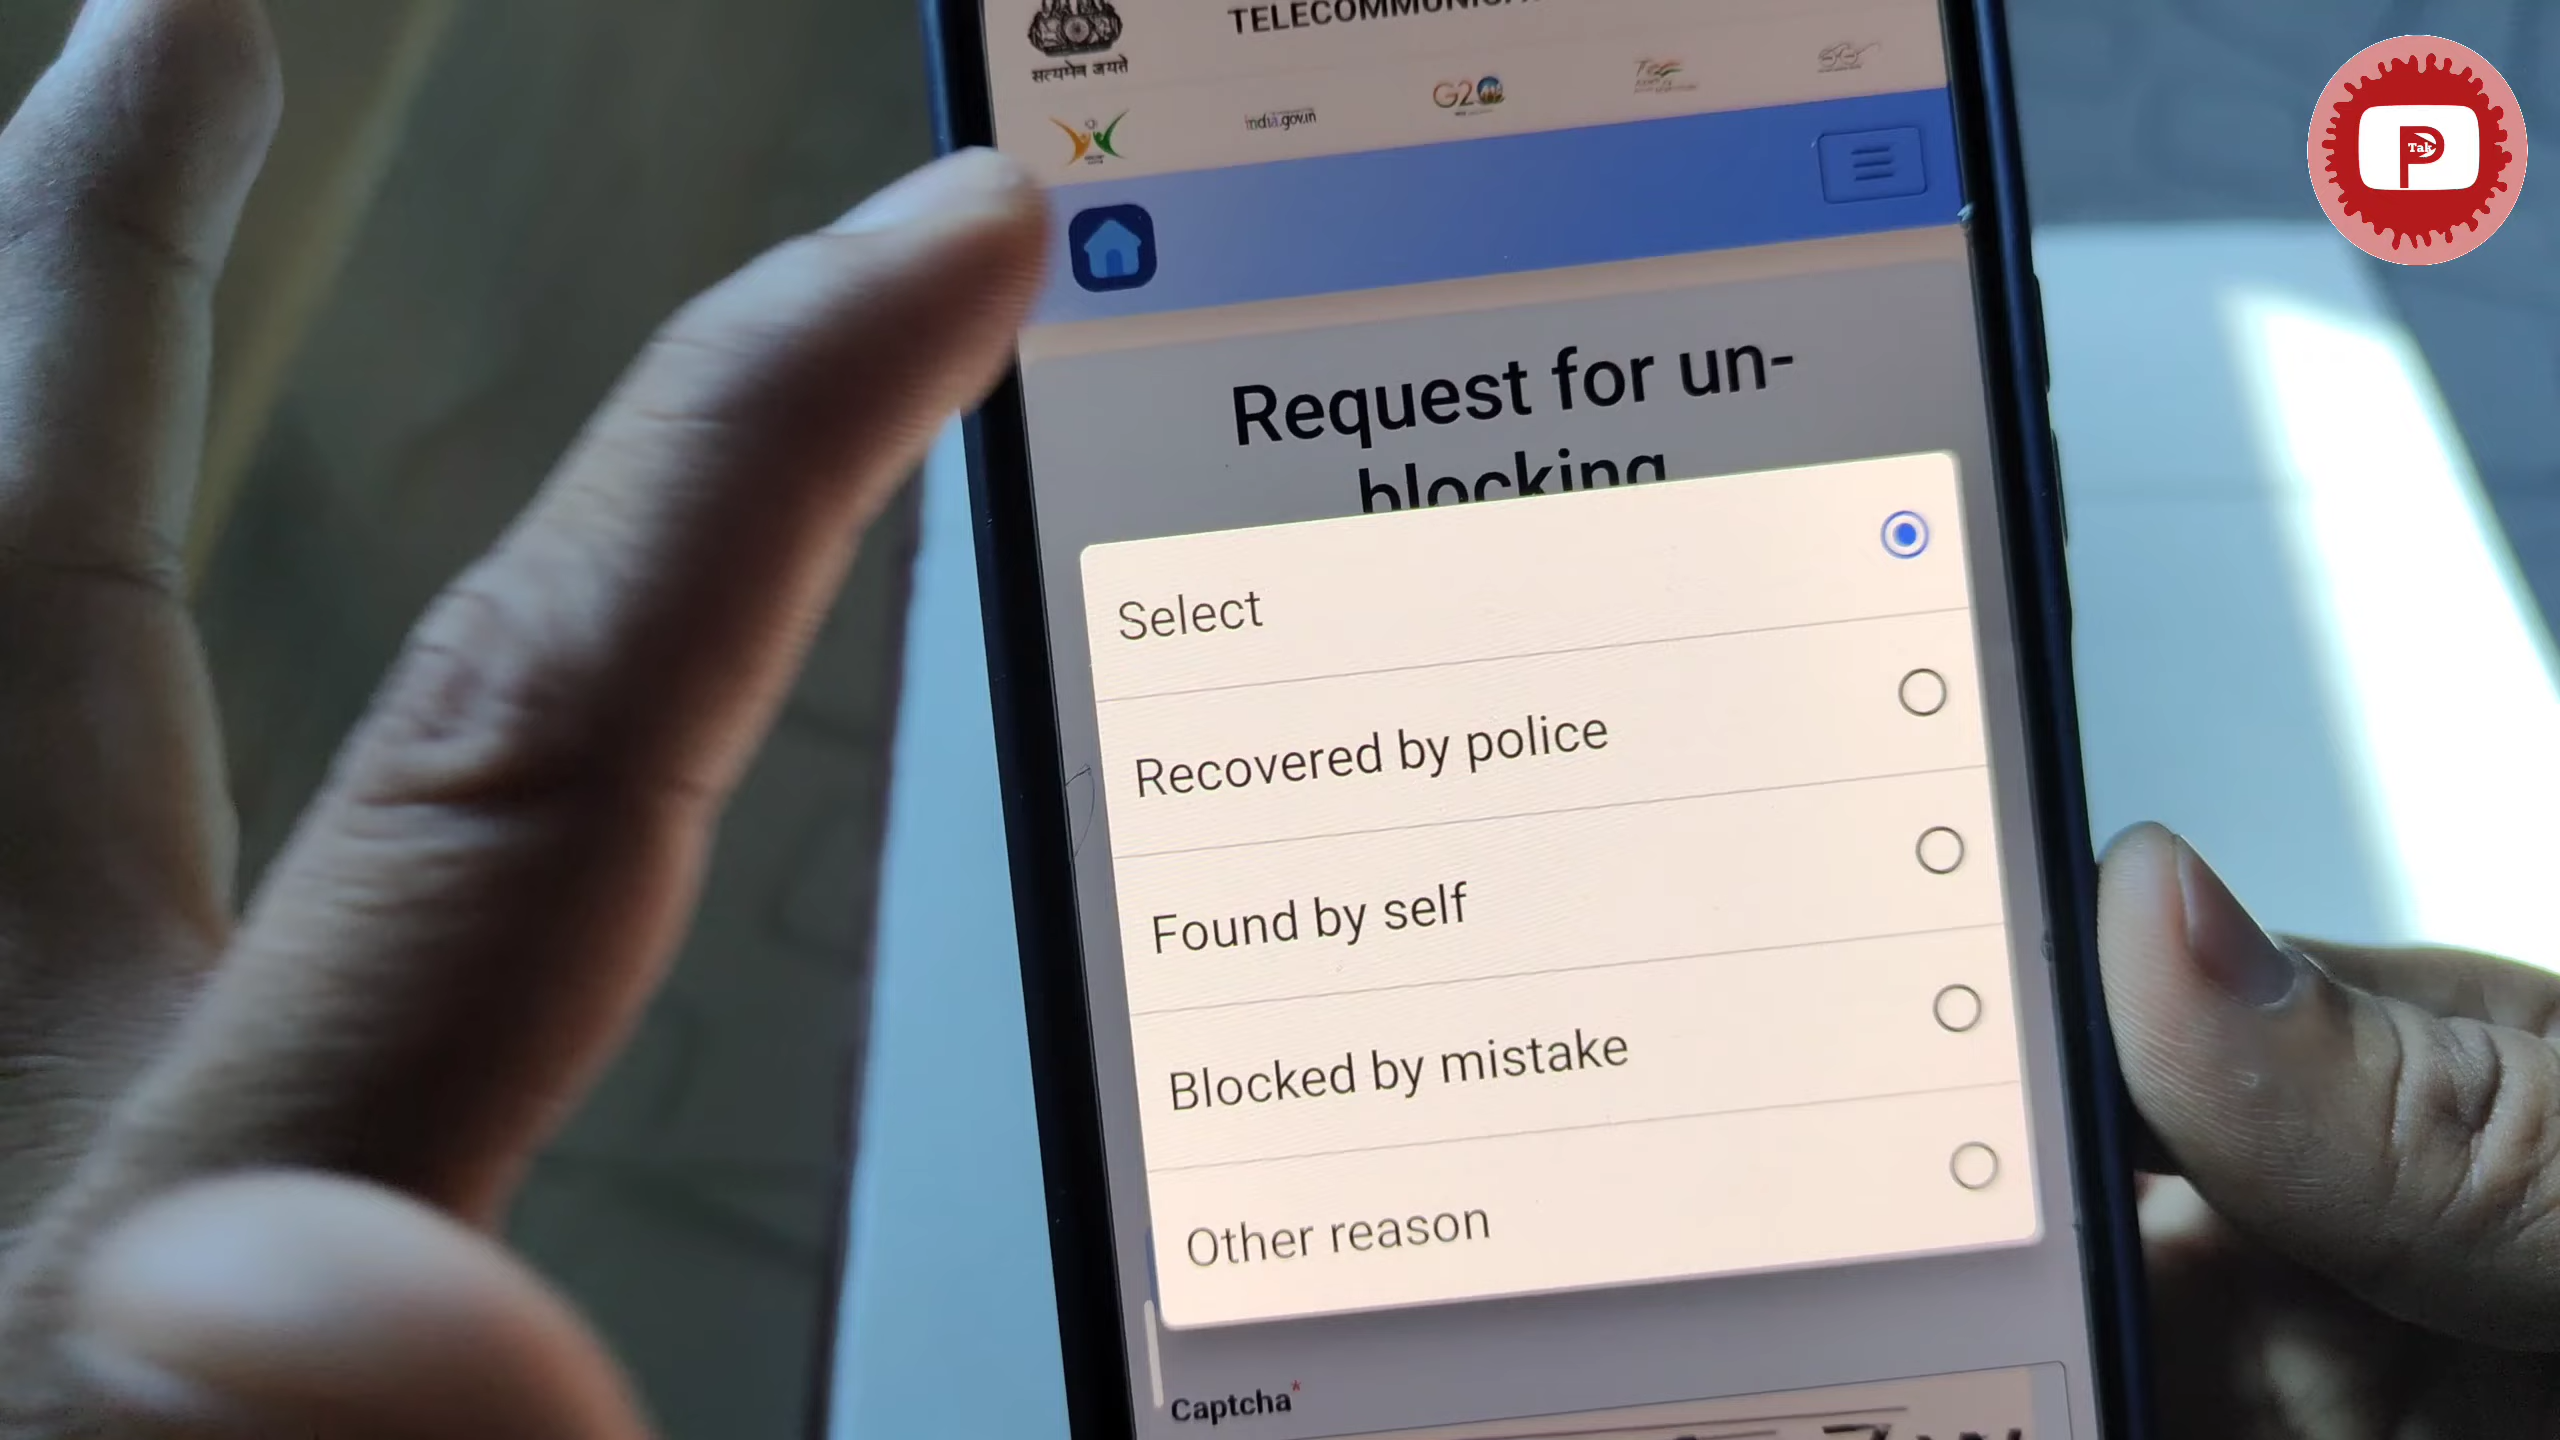 सत्यमेव जयते
india.gov.in
G20
Tak
Request for un-
blocking
Select
Recovered by police
Found by self
Blocked by mistake
Other reason
Captcha*